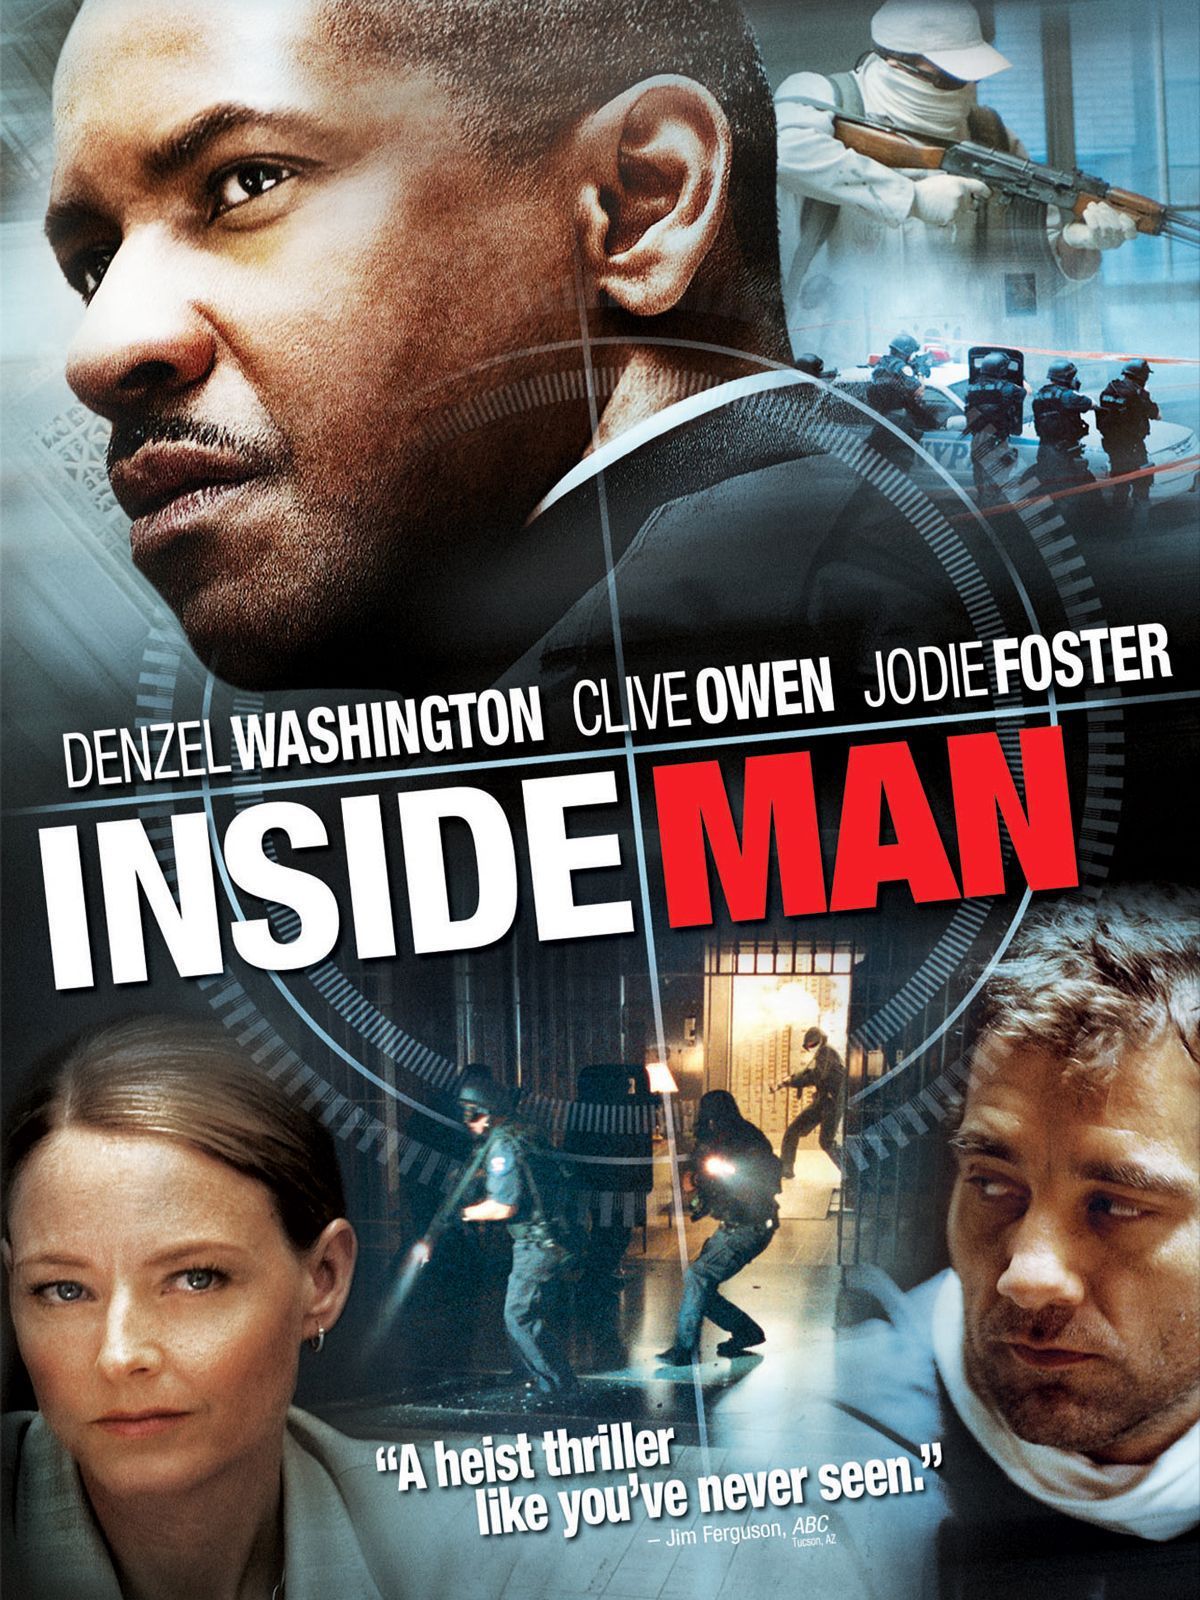 DENZEL WASHINGTON CLIVE OWEN JODIE FOSTER
INSIDE MAN
NYP
“A heist thriller
like you’ve never seen.”
– Jim Ferguson, ABC
Tucson, AZ